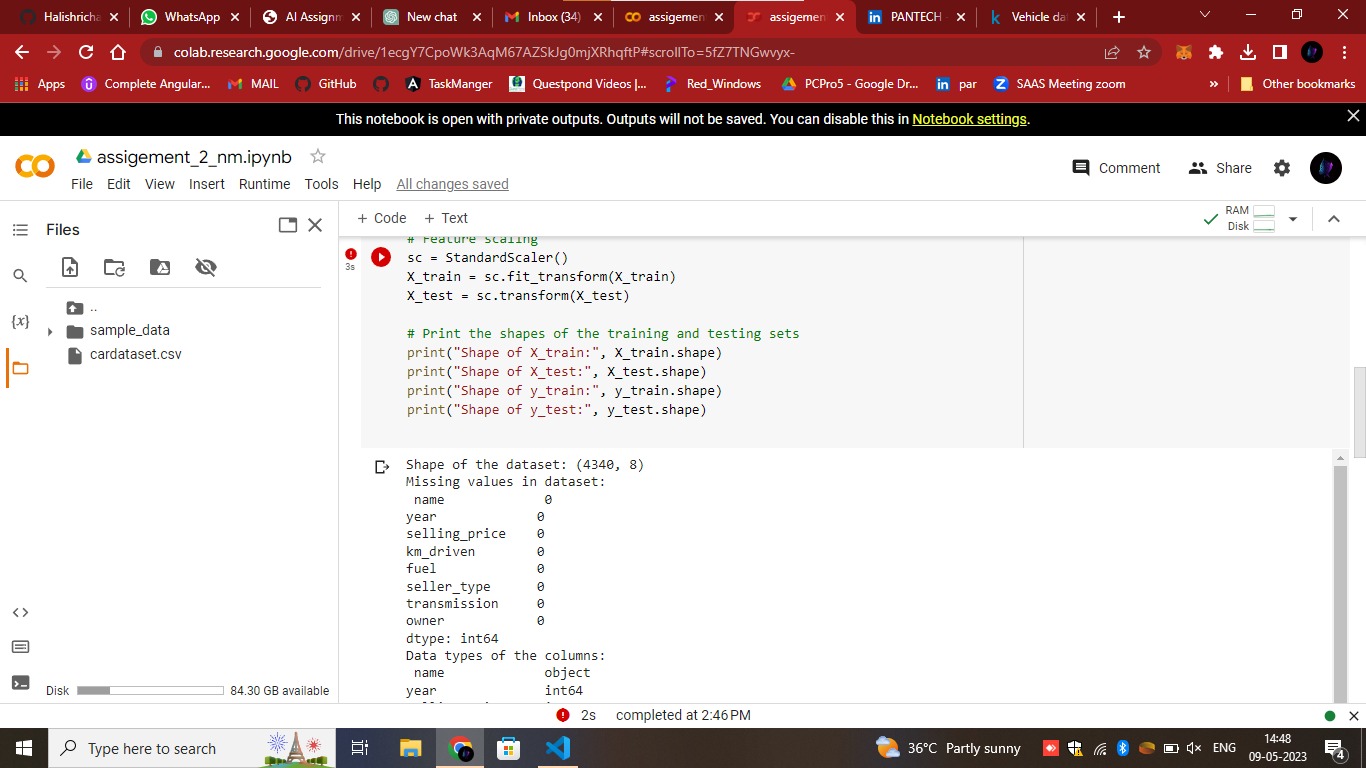 Halishricha
WhatsApp
AI Assignm
New chat
Inbox (34)
assigemen
assigemen
PANTECH -
Vehicle dat
colab.research.google.com/drive/1ecgY7CpoWk3AqM67AZSkJg0mjXRhqftP#scrollTo=5fZ7TNGwvyx-
Apps
Complete Angular...
MAIL
GitHub
TaskManger
Questpond Videos |...
Red_Windows
PCPro5 - Google Dr...
par
SAAS Meeting zoom
»
Other bookmarks
This notebook is open with private outputs. Outputs will not be saved. You can disable this in Notebook settings.
assigement_2_nm.ipynb
File Edit View Insert Runtime Tools Help All changes saved
Comment
Share
Files
+ Code + Text
RAM
Disk
..
sample_data
cardataset.csv
{x}
<>
Disk
84.30 GB available
3s
# Feature scaling
sc = StandardScaler()
X_train = sc.fit_transform(X_train)
X_test = sc.transform(X_test)
# Print the shapes of the training and testing sets
print("Shape of X_train:", X_train.shape)
print("Shape of X_test:", X_test.shape)
print("Shape of y_train:", y_train.shape)
print("Shape of y_test:", y_test.shape)
Shape of the dataset: (4340, 8)
Missing values in dataset:
name 0
year 0
selling_price 0
km_driven 0
fuel 0
seller_type 0
transmission 0
owner 0
dtype: int64
Data types of the columns:
name object
year int64
2s completed at 2:46 PM
Type here to search
36°C Partly sunny
ENG
14:48
09-05-2023
4